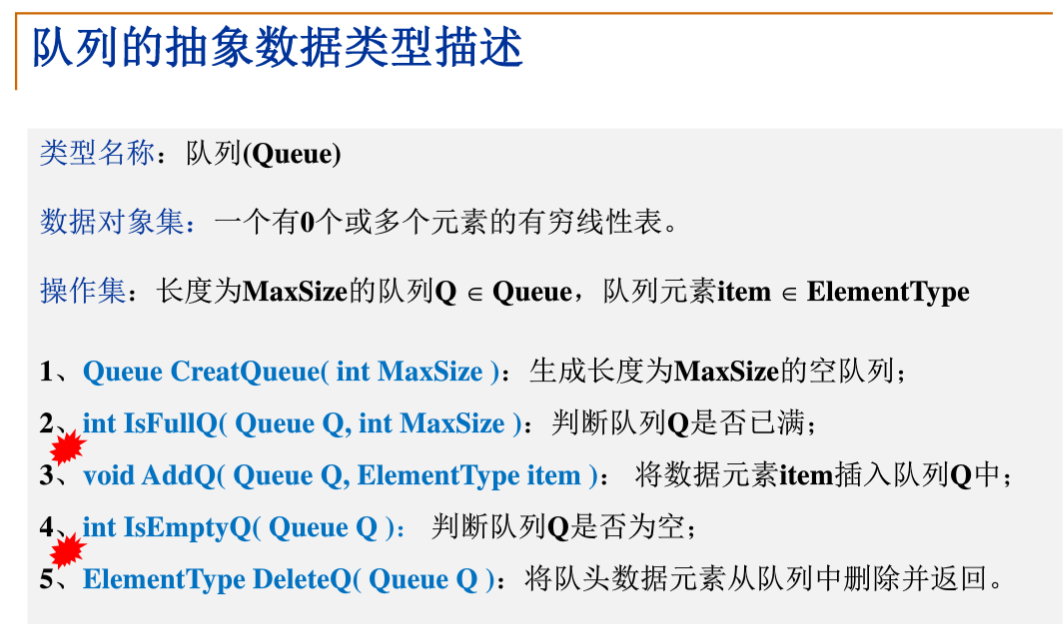 队列的抽象数据类型描述
类型名称：队列(Queue)
数据对象集：一个有0个或多个元素的有穷线性表。
操作集：长度为MaxSize的队列Q ∈ Queue，队列元素item ∈ ElementType
1、Queue CreatQueue( int MaxSize )：生成长度为MaxSize的空队列；
2、int IsFullQ( Queue Q, int MaxSize )：判断队列Q是否已满；
3、void AddQ( Queue Q, ElementType item )： 将数据元素item插入队列Q中；
4、int IsEmptyQ( Queue Q )： 判断队列Q是否为空；
5、ElementType DeleteQ( Queue Q )：将队头数据元素从队列中删除并返回。